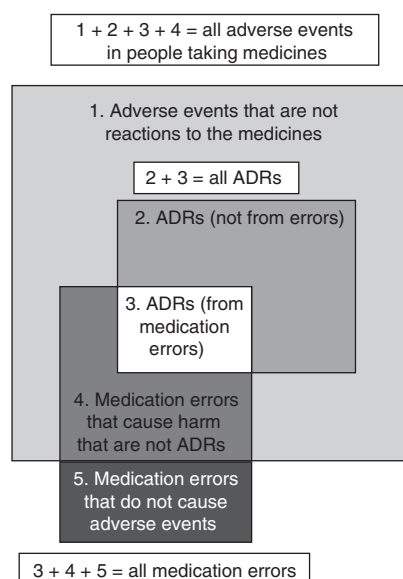 1 + 2 + 3 + 4 = all adverse events
in people taking medicines
1. Adverse events that are not
reactions to the medicines
2 + 3 = all ADRs
2. ADRs (not from errors)
3. ADRs (from
medication
errors)
4. Medication errors
that cause harm
that are not ADRs
5. Medication errors
that do not cause
adverse events
3 + 4 + 5 = all medication errors